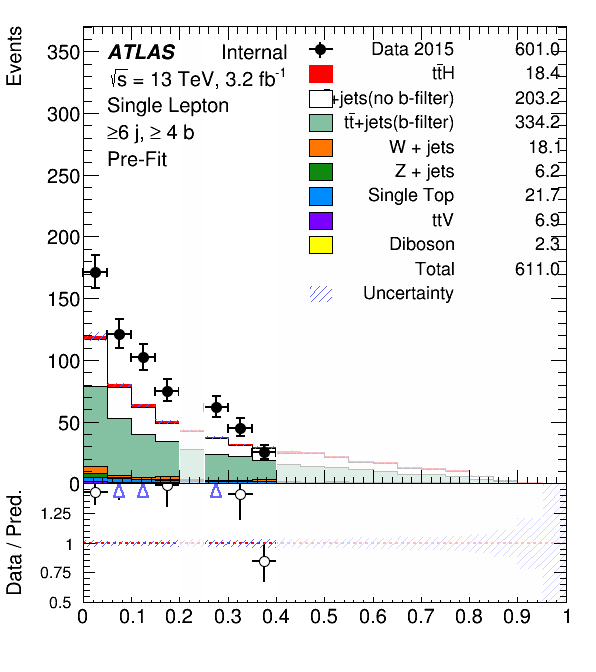 Events
350
300
250
200
150
100
50
0
ATLAS Internal
√s = 13 TeV, 3.2 fb-1
Single Lepton
≥6 j, ≥ 4 b
Pre-Fit
Data 2015 601.0
tt̄H 18.4
+jets(no b-filter) 203.2
tt̄+jets(b-filter) 334.2
W + jets 18.1
Z + jets 6.2
Single Top 21.7
ttV 6.9
Diboson 2.3
Total 611.0
Uncertainty
Data / Pred.
1.25
1
0.75
0.5
0 0.1 0.2 0.3 0.4 0.5 0.6 0.7 0.8 0.9 1